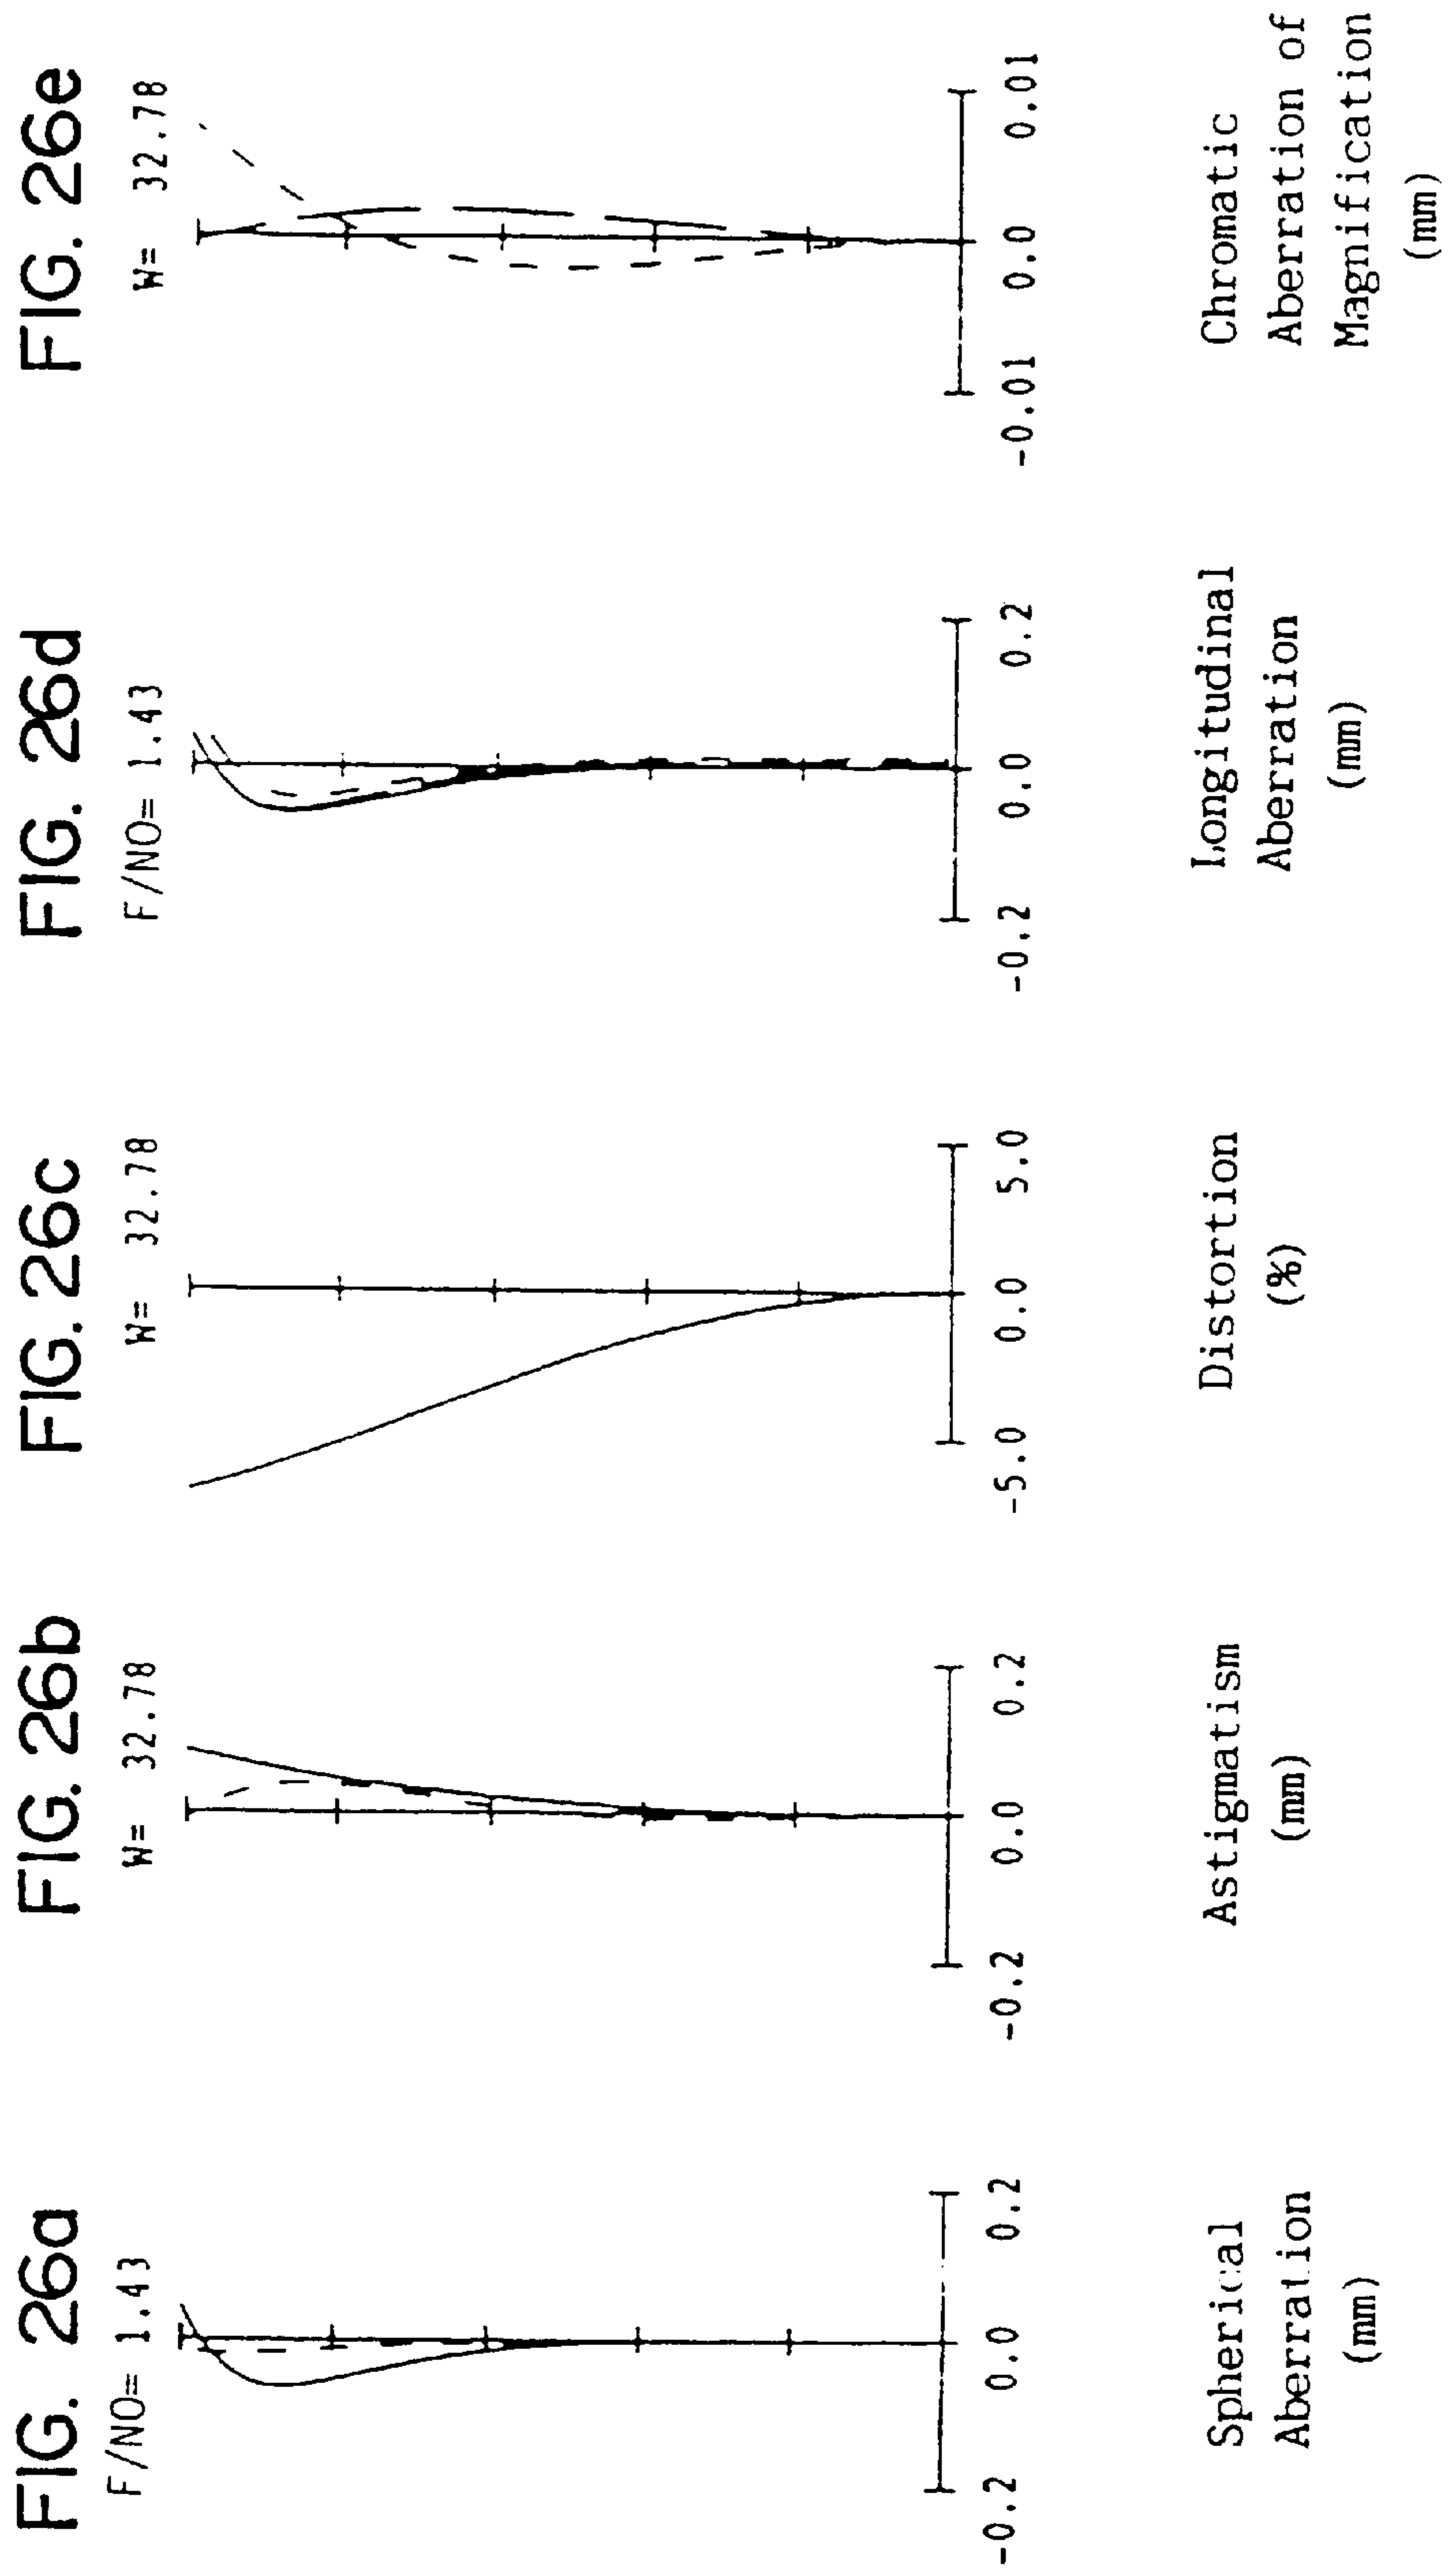 FIG. 26a
F/NO= 1.43
-0.2 0.0 0.2
Spherical
Aberration
(mm)
FIG. 26b
W= 32.78
-0.2 0.0 0.2
Astigmatism
(mm)
FIG. 26c
W= 32.78
-5.0 0.0 5.0
Distortion
(%)
FIG. 26d
F/NO= 1.43
-0.2 0.0 0.2
Longitudinal
Aberration
(mm)
FIG. 26e
W= 32.78
-0.01 0.0 0.01
Chromatic
Aberration of
Magnification
(mm)